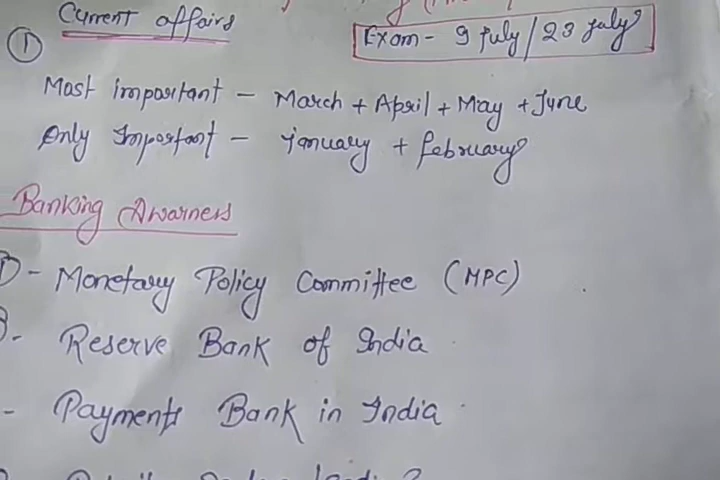 Current affairs
Exam - 9 July / 23 July
①
Most important - March + April + May + June
Only Important - January + february
Banking Awarners
- Monetary Policy Committee (MPC)
- Reserve Bank of India
- Payments Bank in India